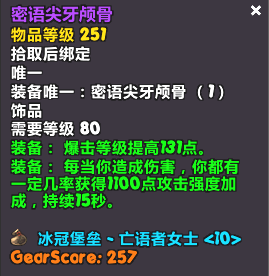 密语尖牙颅骨
物品等级 251
拾取后绑定
唯一
装备唯一：密语尖牙颅骨 （1）
饰品
需要等级 80
装备： 爆击等级提高131点。
装备： 每当你造成伤害，你都有
一定几率获得1100点攻击强度加
成，持续15秒。
冰冠堡垒 - 亡语者女士 <10>
GearScore: 257